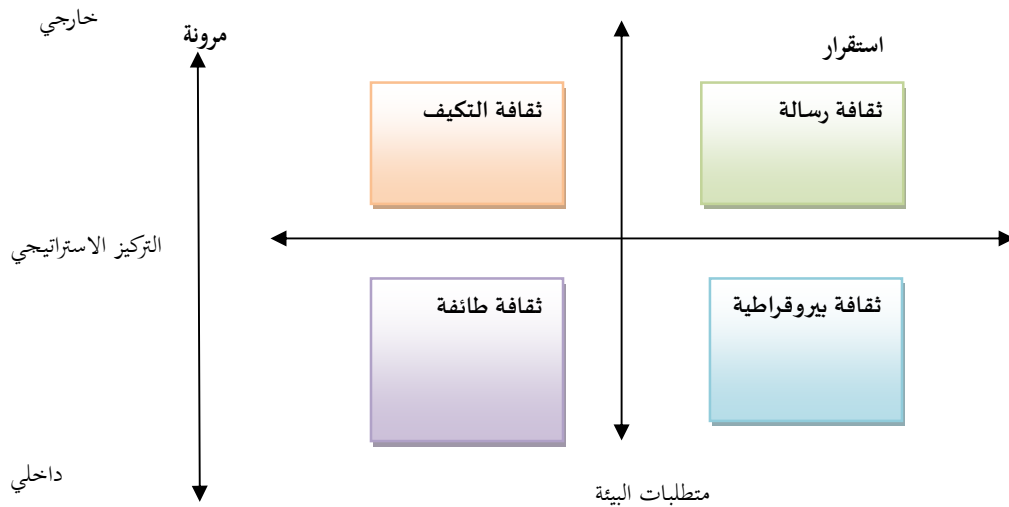 خارجي
مرونة
استقرار
ثقافة رسالة
ثقافة التكيف
التركيز الاستراتيجي
ثقافة بيروقراطية
ثقافة طائفة
داخلي
متطلبات البيئة